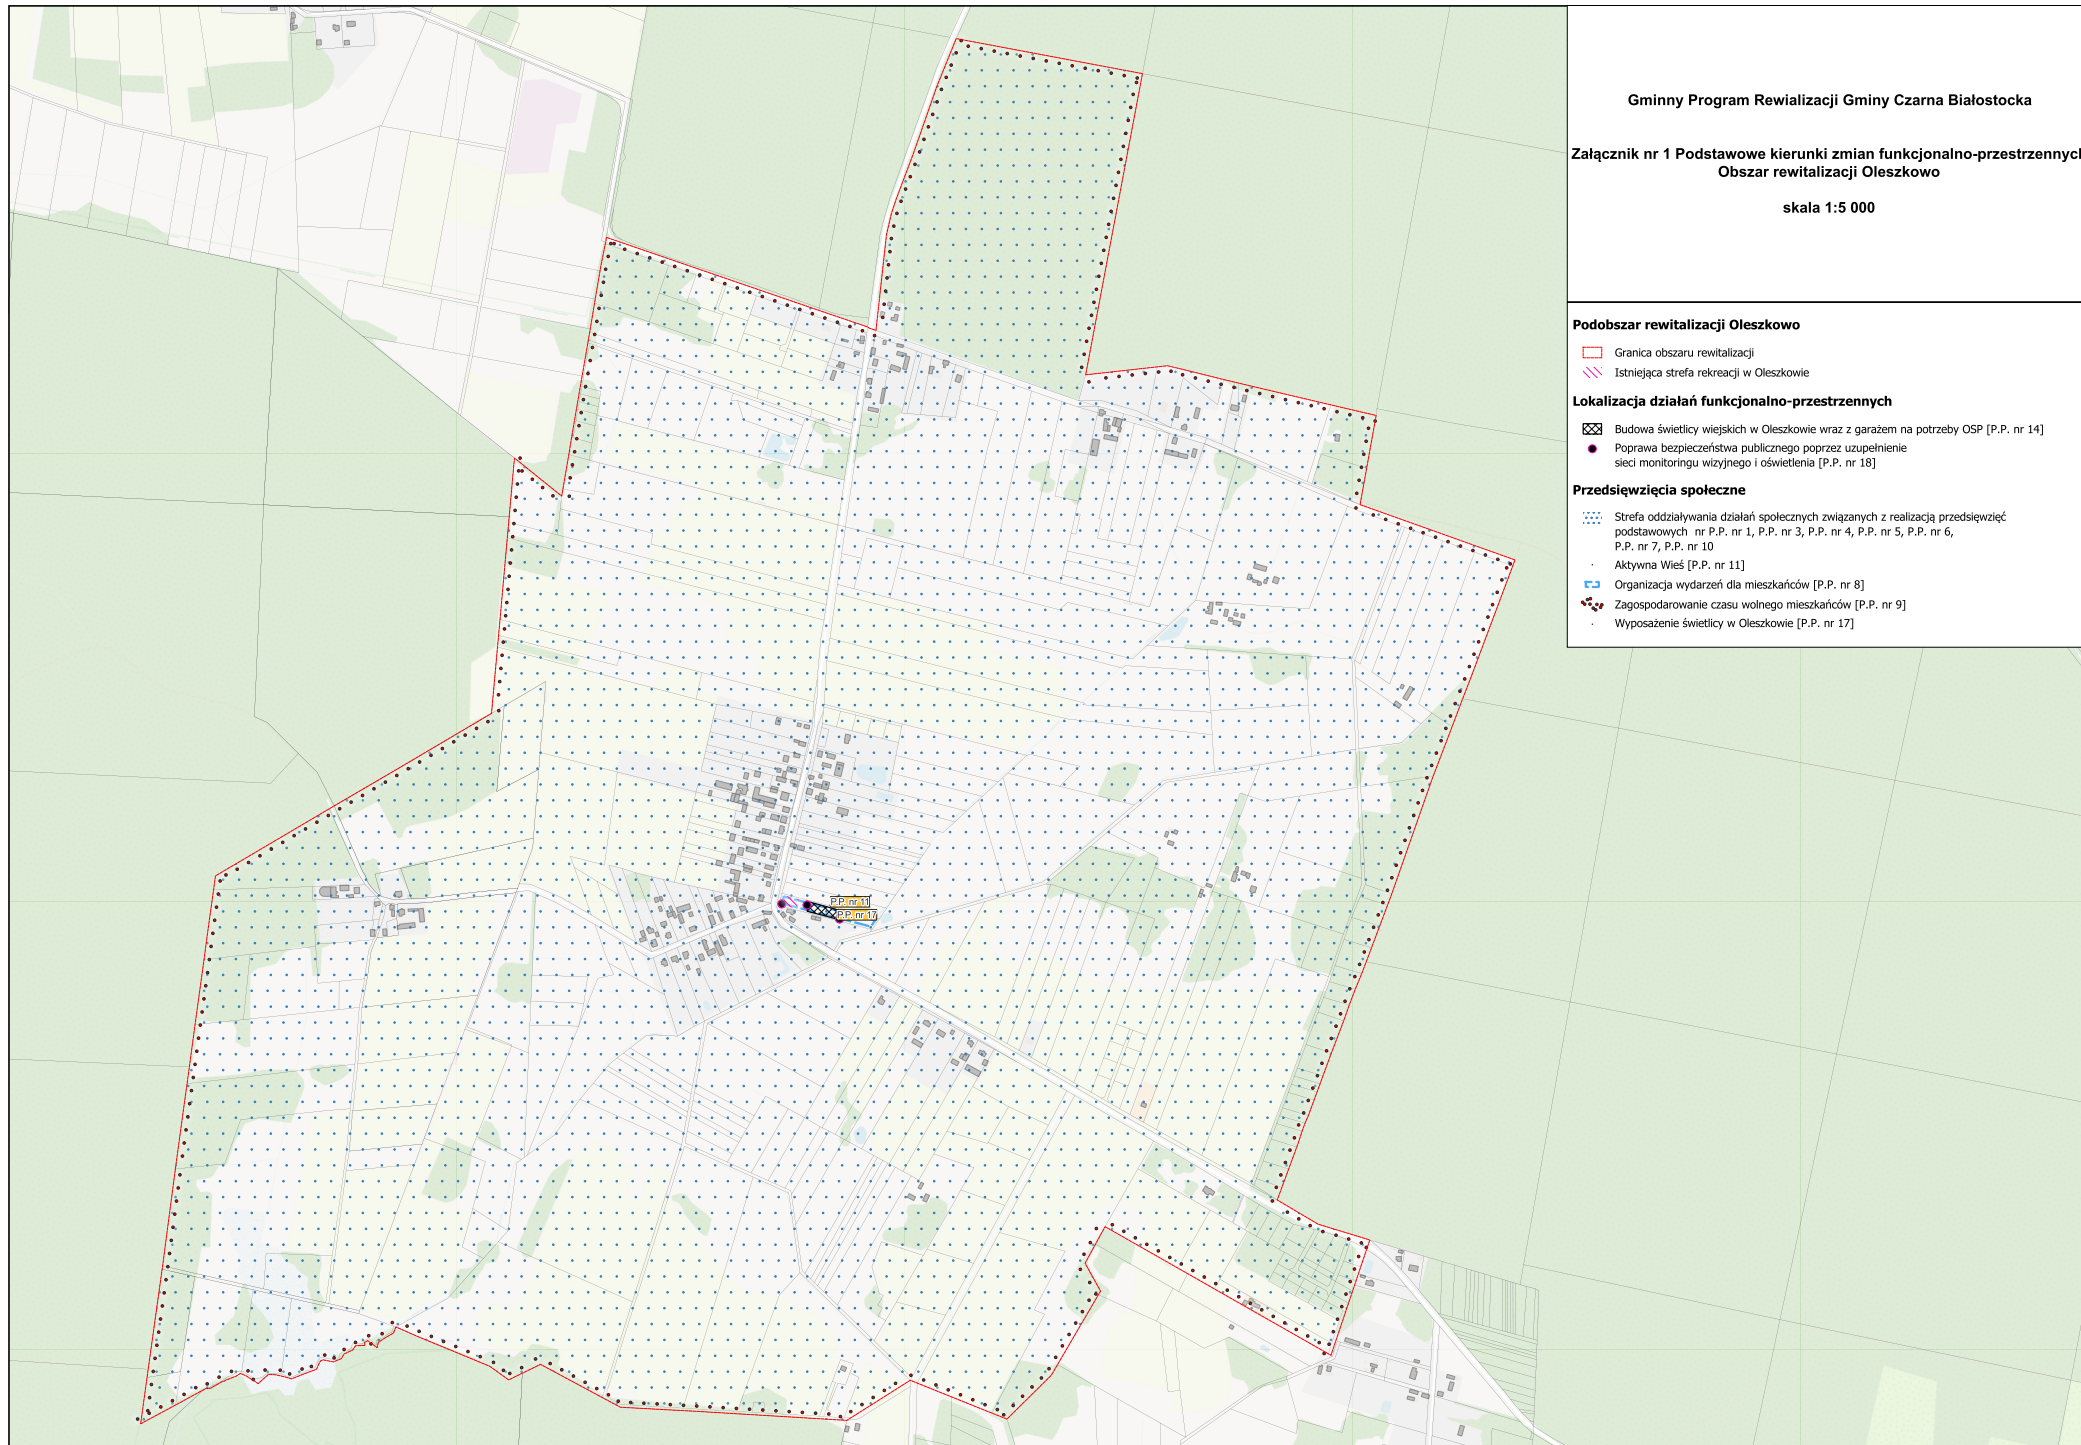 Gminny Program Rewializacji Gminy Czarna Białostocka
Załącznik nr 1 Podstawowe kierunki zmian funkcjonalno-przestrzennych
Obszar rewitalizacji Oleszkowo
skala 1:5 000
Podobszar rewitalizacji Oleszkowo
Granica obszaru rewitalizacji
Istniejąca strefa rekreacji w Oleszkowie
Lokalizacja działań funkcjonalno-przestrzennych
Budowa świetlicy wiejskich w Oleszkowie wraz z garażem na potrzeby OSP [P.P. nr 14]
Poprawa bezpieczeństwa publicznego poprzez uzupełnienie
sieci monitoringu wizyjnego i oświetlenia [P.P. nr 18]
Przedsięwzięcia społeczne
Strefa oddziaływania działań społecznych związanych z realizacją przedsięwzięć
podstawowych nr P.P. nr 1, P.P. nr 3, P.P. nr 4, P.P. nr 5, P.P. nr 6,
P.P. nr 7, P.P. nr 10
Aktywna Wieś [P.P. nr 11]
Organizacja wydarzeń dla mieszkańców [P.P. nr 8]
Zagospodarowanie czasu wolnego mieszkańców [P.P. nr 9]
Wyposażenie świetlicy w Oleszkowie [P.P. nr 17]
P.P. nr 11
P.P. nr 17